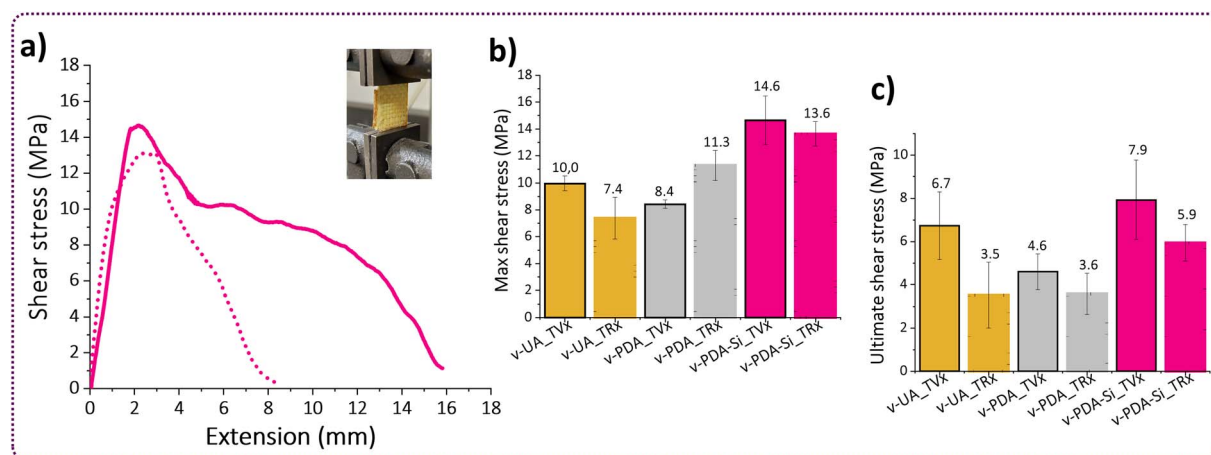 a)
Shear stress (MPa)
18
16
14
12
10
8
6
4
2
0
0 2 4 6 8 10 12 14 16 18
Extension (mm)
b)
Max shear stress (MPa)
18
16
14
12
10
8
6
4
2
0
10,0
7.4
8.4
11.3
14.6
13.6
v-UA_TVx
v-UA_TRx
v-PDA_TVx
v-PDA_TRx
v-PDA-Si_TVx
v-PDA-Si_TRx
c)
Ultimate shear stress (MPa)
10
8
6
4
2
0
6.7
3.5
4.6
3.6
7.9
5.9
v-UA_TVx
v-UA_TRx
v-PDA_TVx
v-PDA_TRx
v-PDA-Si_TVx
v-PDA-Si_TRx